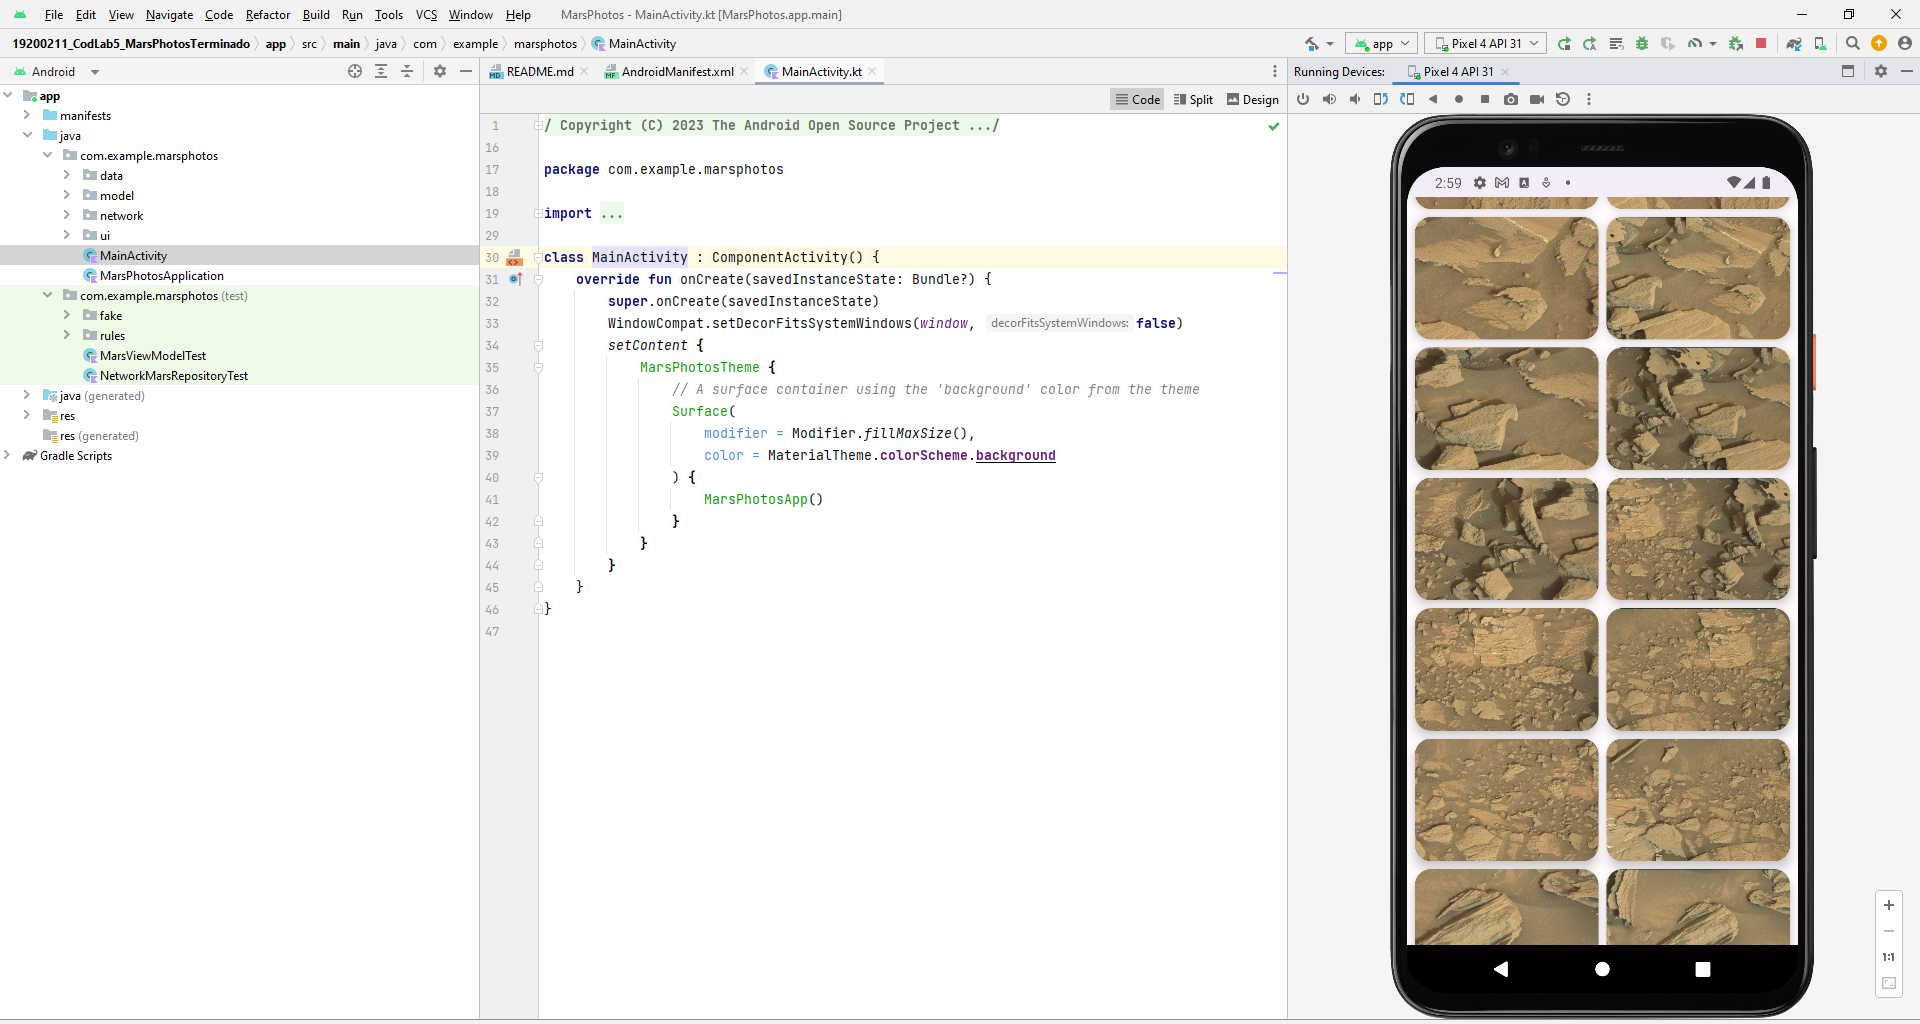 File Edit View Navigate Code Refactor Build Run Tools VCS Window Help MarsPhotos - MainActivity.kt [MarsPhotos.app.main]
19200211_CodLab5_MarsPhotosTerminado app src main java com example marsphotos MainActivity app Pixel 4 API 31
Android README.md AndroidManifest.xml MainActivity.kt Running Devices: Pixel 4 API 31
Code Split Design
app
manifests
java
com.example.marsphotos
data
model
network
ui
MainActivity
MarsPhotosApplication
com.example.marsphotos (test)
fake
rules
MarsViewModelTest
NetworkMarsRepositoryTest
java (generated)
res
res (generated)
Gradle Scripts
1 / Copyright (C) 2023 The Android Open Source Project .../
16
17 package com.example.marsphotos
18
19 import ...
29
30 class MainActivity : ComponentActivity() {
31 override fun onCreate(savedInstanceState: Bundle?) {
32 super.onCreate(savedInstanceState)
33 WindowCompat.setDecorFitsSystemWindows(window, decorFitsSystemWindows: false)
34 setContent {
35 MarsPhotosTheme {
36 // A surface container using the 'background' color from the theme
37 Surface(
38 modifier = Modifier.fillMaxSize(),
39 color = MaterialTheme.colorScheme.background
40 ) {
41 MarsPhotosApp()
42 }
43 }
44 }
45 }
46 }
47
2:59
1:1